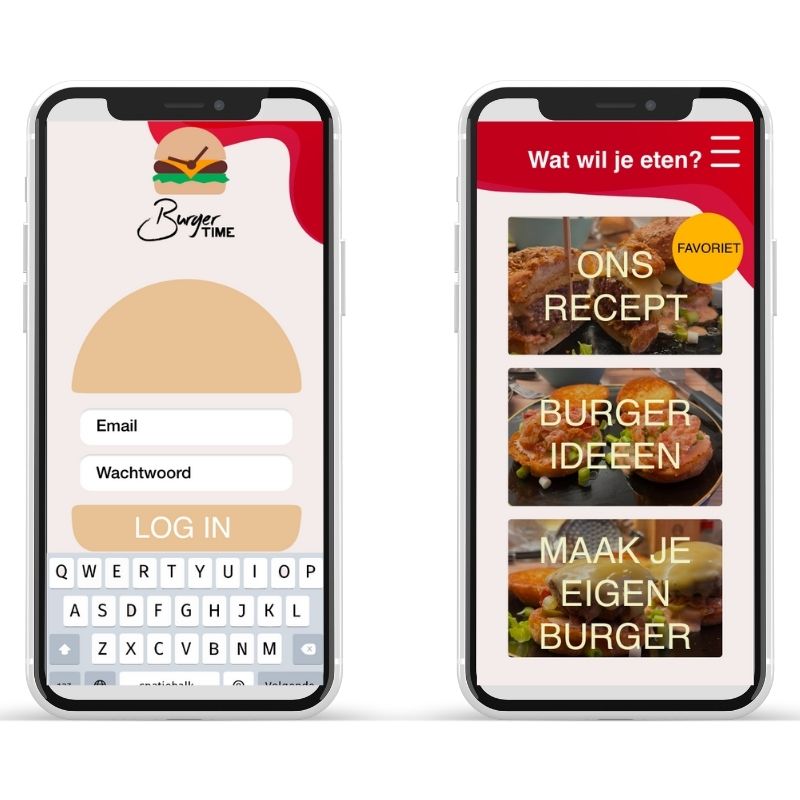 Burger
TIME
Email
Wachtwoord
LOG IN
Q W E R T Y U I O P
A S D F G H J K L
Z X C V B N M
123 spatiebalk @ Volgende
Wat wil je eten?
FAVORIET
ONS
RECEPT
BURGER
IDEEEN
MAAK JE
EIGEN
BURGER